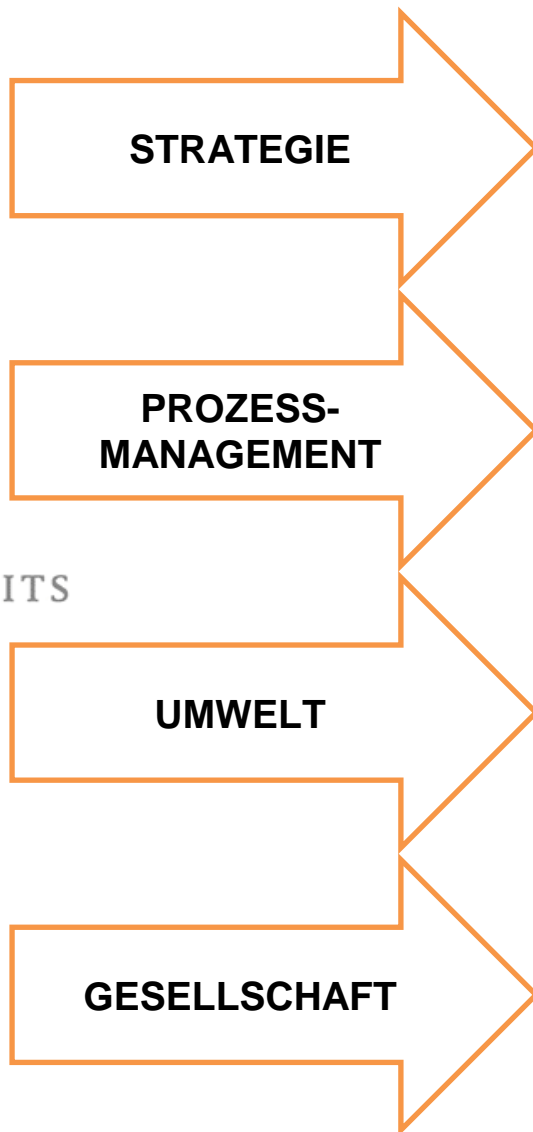 STRATEGIE
PROZESS-
MANAGEMENT
ITS
UMWELT
GESELLSCHAFT